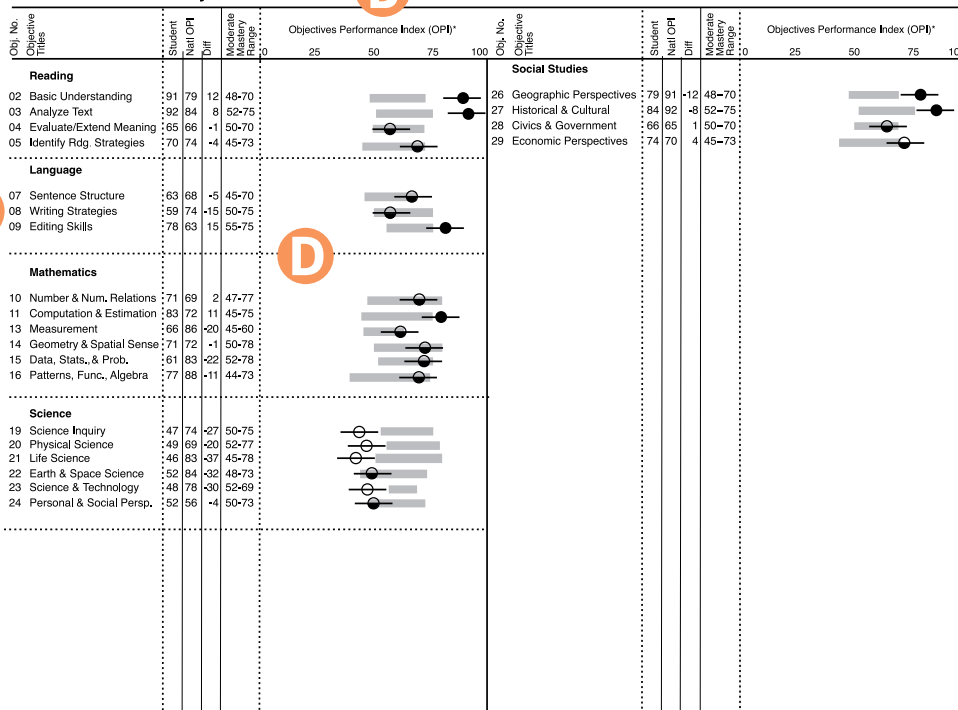 D
Obj. No. Objective Titles Student Natl OPI Diff Moderate Mastery Range Objectives Performance Index (OPI)*
0 25 50 75 100
Reading
02 Basic Understanding 91 79 12 48-70
03 Analyze Text 92 84 8 52-75
04 Evaluate/Extend Meaning 65 66 -1 50-70
05 Identify Rdg. Strategies 70 74 -4 45-73
Language
07 Sentence Structure 63 68 -5 45-70
08 Writing Strategies 59 74 -15 50-75
09 Editing Skills 78 63 15 55-75
D
Mathematics
10 Number & Num. Relations 71 69 2 47-77
11 Computation & Estimation 83 72 11 45-75
13 Measurement 66 86 -20 45-60
14 Geometry & Spatial Sense 71 72 -1 50-78
15 Data, Stats., & Prob. 61 83 -22 52-78
16 Patterns, Func., Algebra 77 88 -11 44-73
Science
19 Science Inquiry 47 74 -27 50-75
20 Physical Science 49 69 -20 52-77
21 Life Science 46 83 -37 45-78
22 Earth & Space Science 52 84 -32 48-73
23 Science & Technology 48 78 -30 52-69
24 Personal & Social Persp. 52 56 -4 50-73
Obj. No. Objective Titles Student Natl OPI Diff Moderate Mastery Range Objectives Performance Index (OPI)*
0 25 50 75 10
Social Studies
26 Geographic Perspectives 79 91 -12 48-70
27 Historical & Cultural 84 92 -8 52-75
28 Civics & Government 66 65 1 50-70
29 Economic Perspectives 74 70 4 45-73